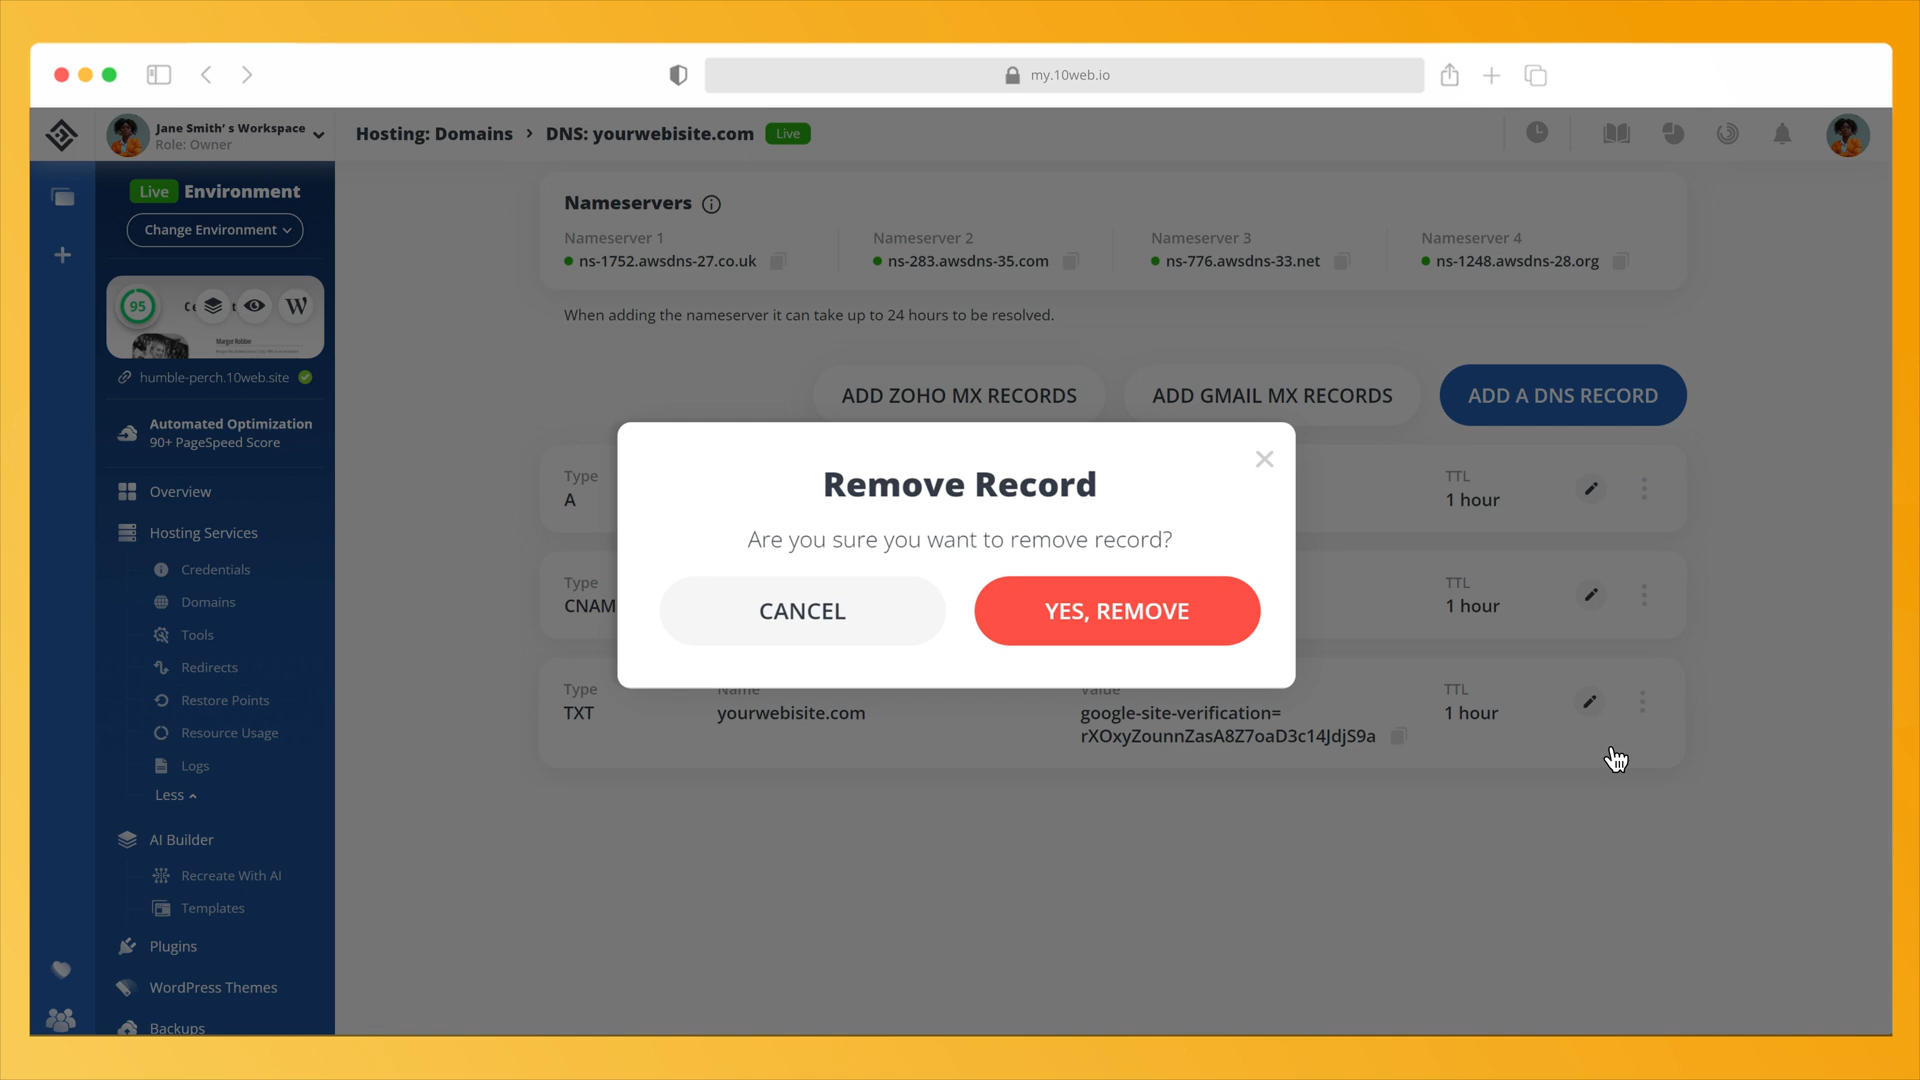 my.10web.io
Jane Smith' s Workspace
Role: Owner
Hosting: Domains > DNS: yourwebisite.com Live
Live Environment
Change Environment
95
W
Margot Robbie
humble-perch.10web.site
Automated Optimization
90+ PageSpeed Score
Overview
Hosting Services
Credentials
Domains
Tools
Redirects
Restore Points
Resource Usage
Logs
Less
AI Builder
Recreate With AI
Templates
Plugins
WordPress Themes
Backups
Nameservers
Nameserver 1
ns-1752.awsdns-27.co.uk
Nameserver 2
ns-283.awsdns-35.com
Nameserver 3
ns-776.awsdns-33.net
Nameserver 4
ns-1248.awsdns-28.org
When adding the nameserver it can take up to 24 hours to be resolved.
ADD ZOHO MX RECORDS
ADD GMAIL MX RECORDS
ADD A DNS RECORD
Type
A
TTL
1 hour
Type
CNAM
TTL
1 hour
Remove Record
Are you sure you want to remove record?
CANCEL
YES, REMOVE
Type
TXT
Name
yourwebisite.com
Value
google-site-verification=
rXOxyZounnZasA8Z7oaD3c14JdjS9a
TTL
1 hour